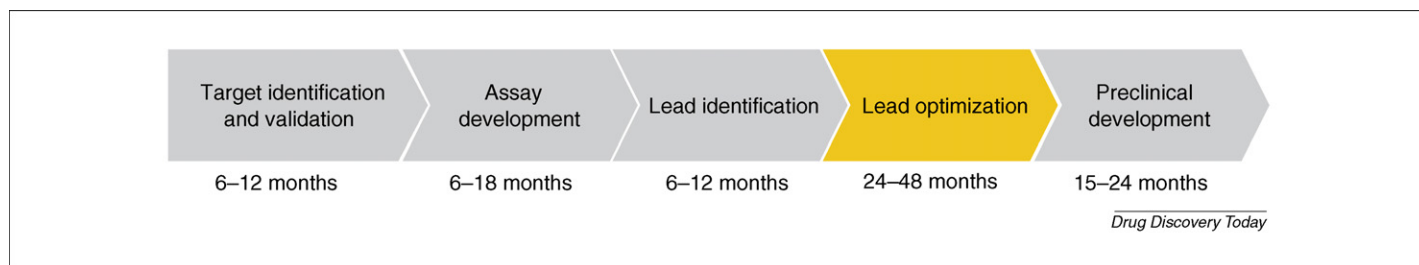 Target identification
and validation
Assay
development
Lead identification
Lead optimization
Preclinical
development
6–12 months
6–18 months
6–12 months
24–48 months
15–24 months
Drug Discovery Today